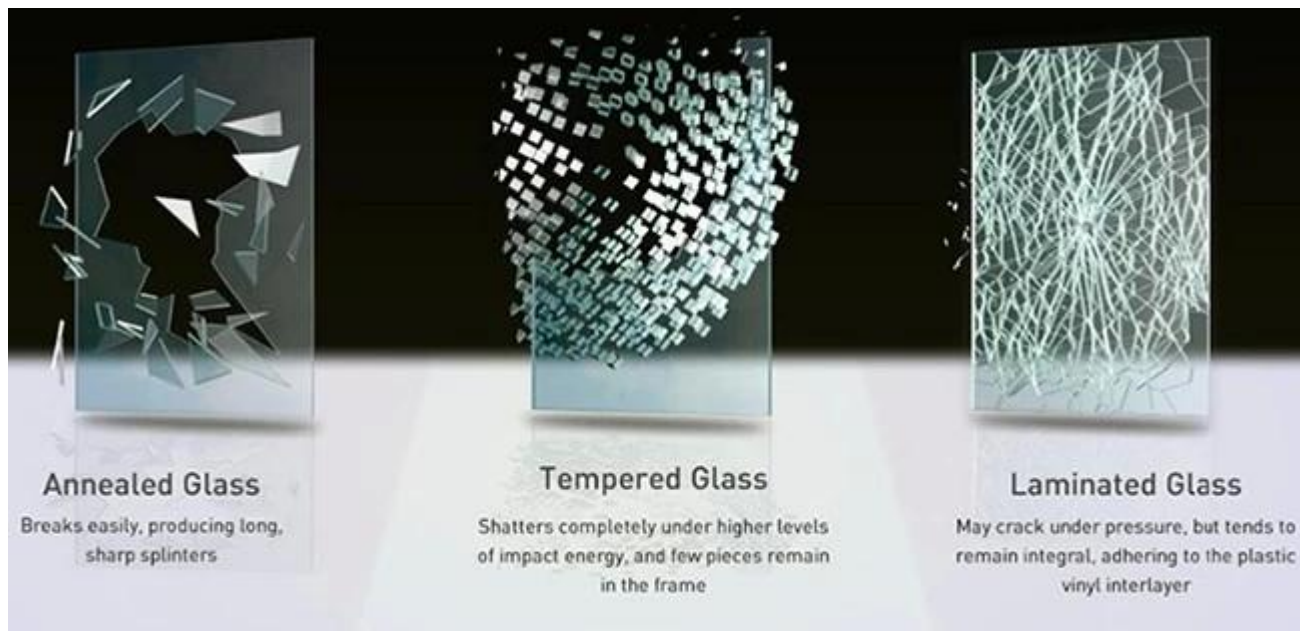 Annealed Glass
Breaks easily, producing long,
sharp splinters
Tempered Glass
Shatters completely under higher levels
of impact energy, and few pieces remain
in the frame
Laminated Glass
May crack under pressure, but tends to
remain integral, adhering to the plastic
vinyl interlayer